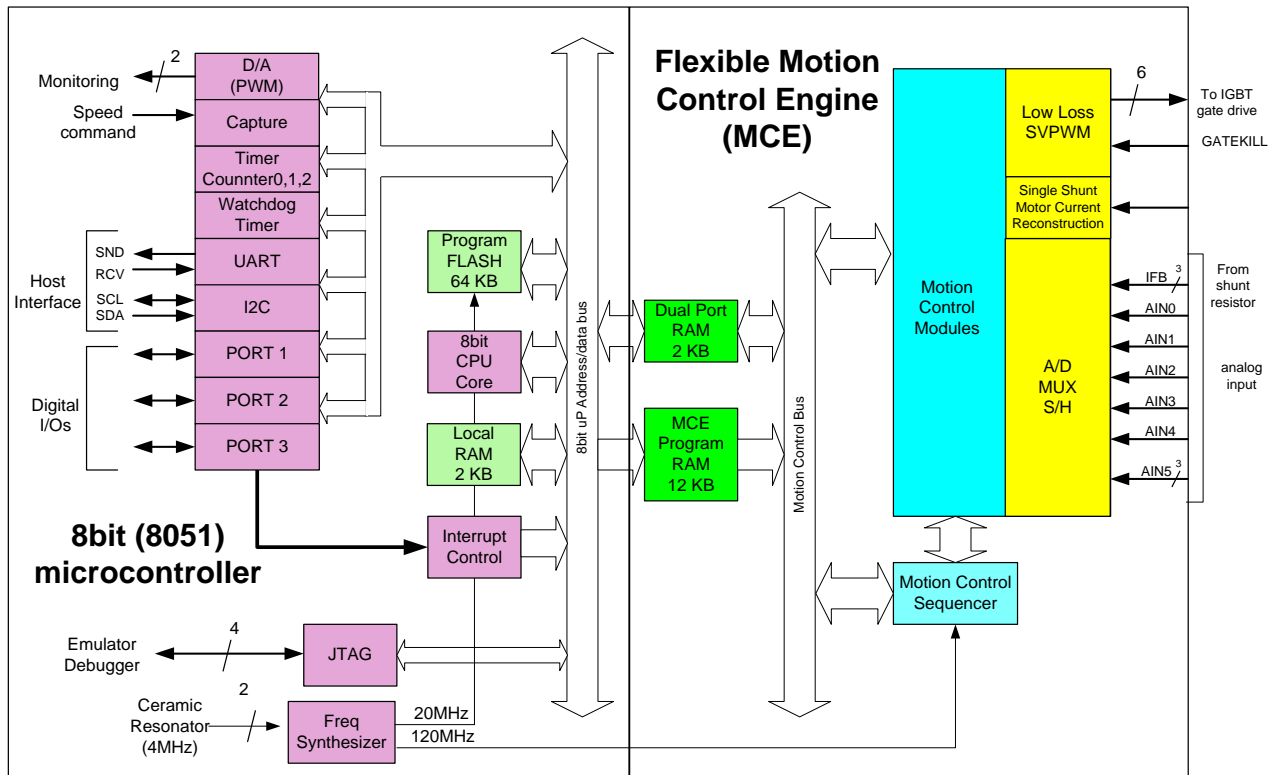 Monitoring
2
Speed
command
D/A
(PWM)
Capture
Timer
Counnter0,1,2
Watchdog
Timer
UART
I2C
PORT 1
PORT 2
PORT 3
Host
Interface
SND
RCV
SCL
SDA
Digital
I/Os
8bit (8051)
microcontroller
Program
FLASH
64 KB
8bit
CPU
Core
Local
RAM
2 KB
Interrupt
Control
Emulator
Debugger
4
JTAG
Ceramic
Resonator
(4MHz)
2
Freq
Synthesizer
20MHz
120MHz
8bit uP Address/data bus
Flexible Motion
Control Engine
(MCE)
Dual Port
RAM
2 KB
MCE
Program
RAM
12 KB
Motion Control Bus
Motion
Control
Modules
Low Loss
SVPWM
Single Shunt
Motor Current
Reconstruction
A/D
MUX
S/H
Motion Control
Sequencer
6
To IGBT
gate drive
GATEKILL
IFB
3
AIN0
AIN1
AIN2
AIN3
AIN4
AIN5
3
From
shunt
resistor
analog
input